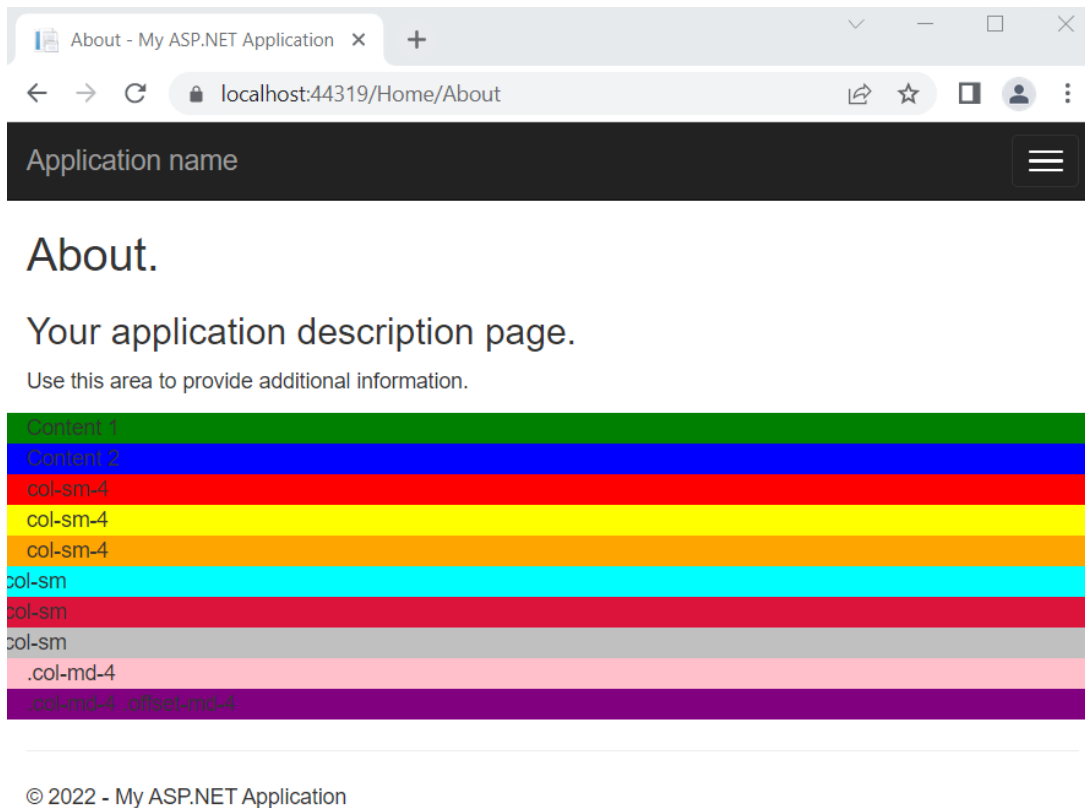 About - My ASP.NET Application
localhost:44319/Home/About
Application name
About.
Your application description page.
Use this area to provide additional information.
Content 1
Content 2
col-sm-4
col-sm-4
col-sm-4
col-sm
col-sm
col-sm
.col-md-4
.col-md-4 .offset-md-4
© 2022 - My ASP.NET Application